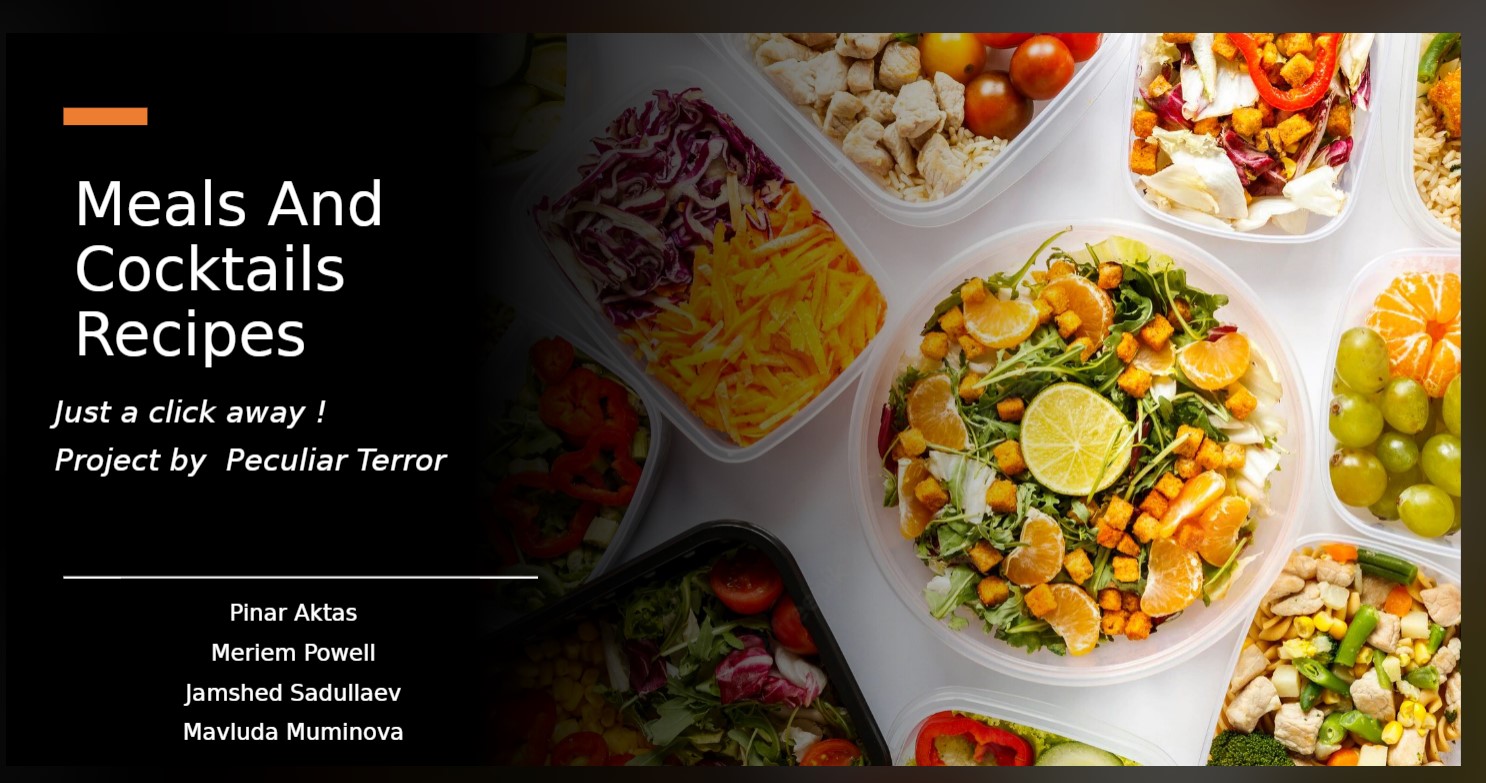 Meals And
Cocktails
Recipes
Just a click away !
Project by  Peculiar Terror
Pinar Aktas
Meriem Powell
Jamshed Sadullaev
Mavluda Muminova